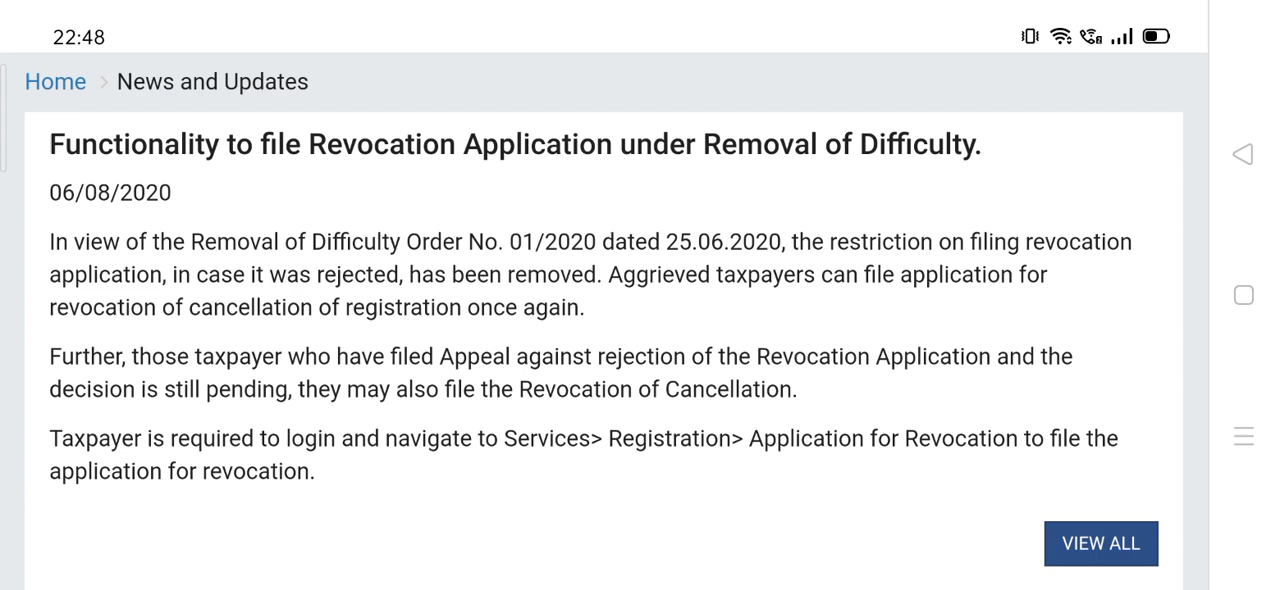 22:48
Home > News and Updates
Functionality to file Revocation Application under Removal of Difficulty.
06/08/2020
In view of the Removal of Difficulty Order No. 01/2020 dated 25.06.2020, the restriction on filing revocation
application, in case it was rejected, has been removed. Aggrieved taxpayers can file application for
revocation of cancellation of registration once again.
Further, those taxpayer who have filed Appeal against rejection of the Revocation Application and the
decision is still pending, they may also file the Revocation of Cancellation.
Taxpayer is required to login and navigate to Services> Registration> Application for Revocation to file the
application for revocation.
VIEW ALL